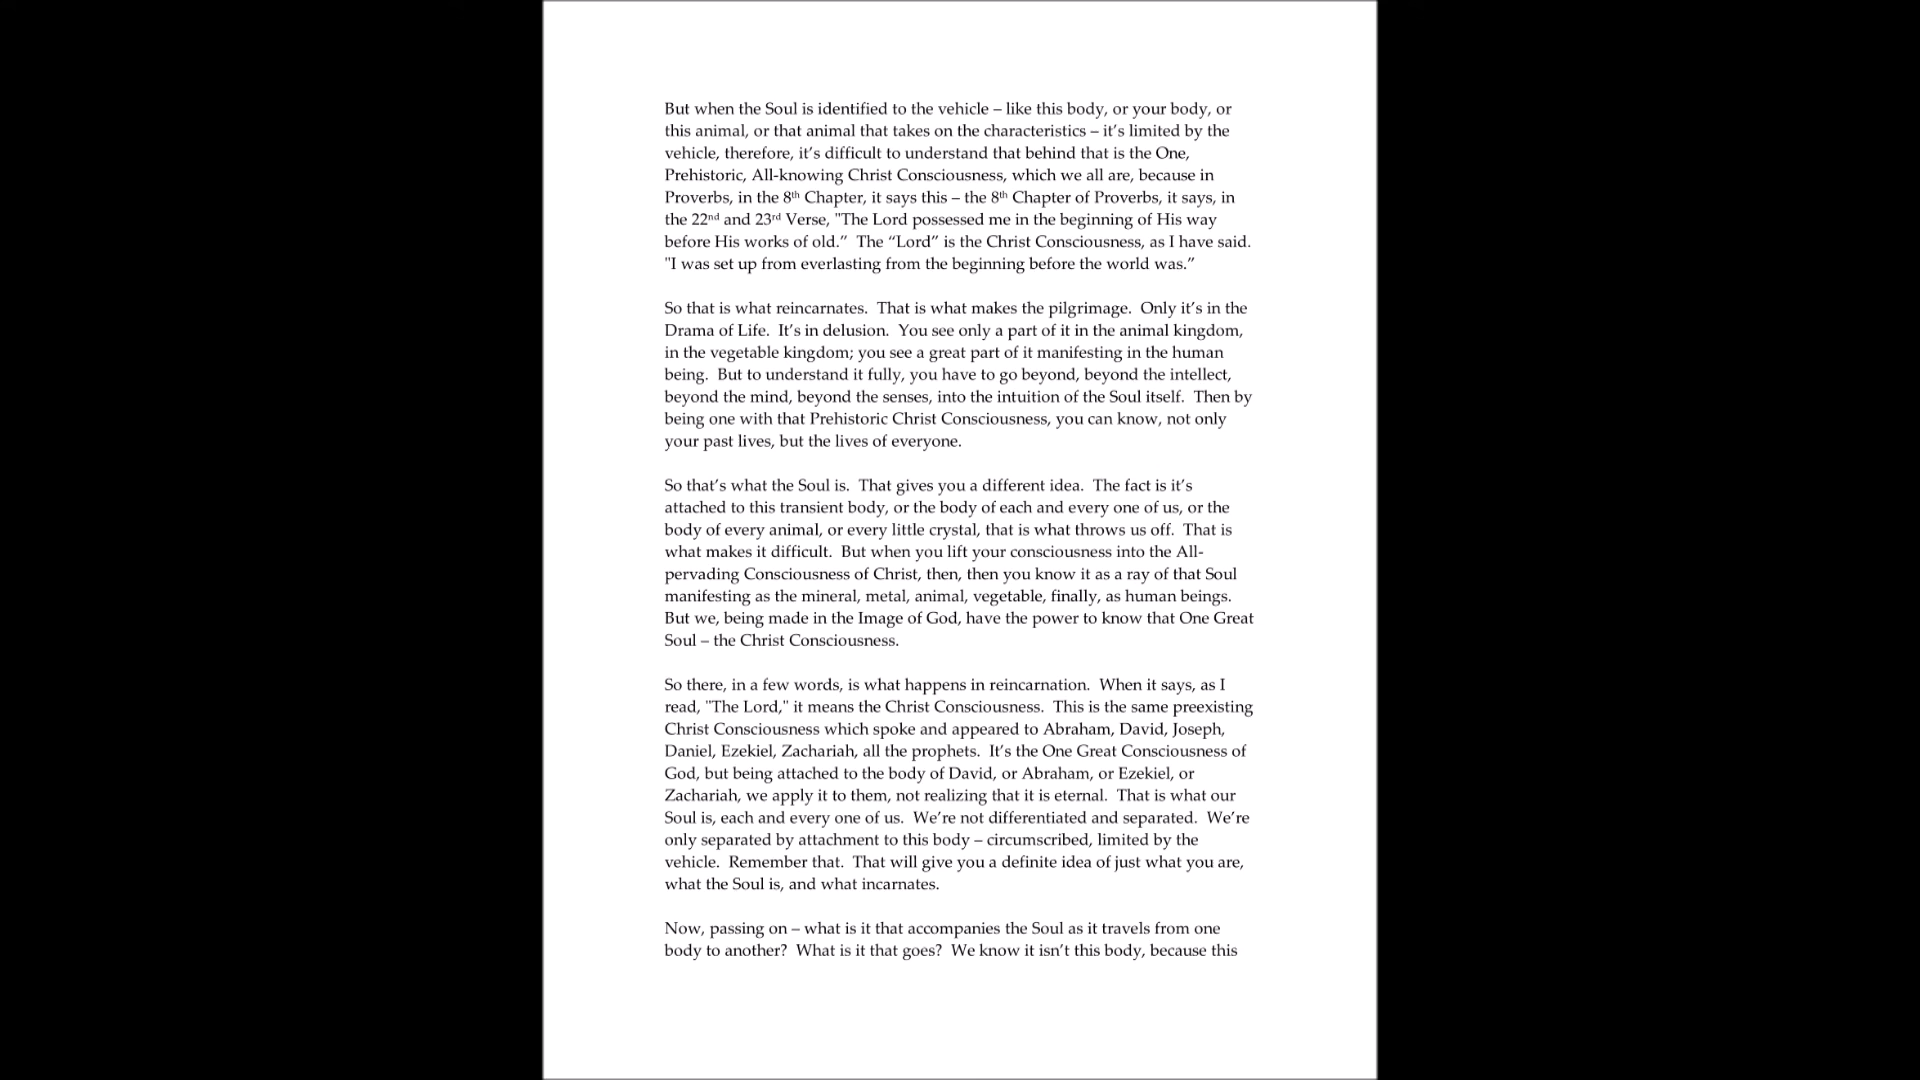 But when the Soul is identified to the vehicle – like this body, or your body, or
this animal, or that animal that takes on the characteristics – it’s limited by the
vehicle, therefore, it’s difficult to understand that behind that is the One,
Prehistoric, All-knowing Christ Consciousness, which we all are, because in
Proverbs, in the 8th Chapter, it says this – the 8th Chapter of Proverbs, it says, in
the 22nd and 23rd Verse, "The Lord possessed me in the beginning of His way
before His works of old.”  The “Lord” is the Christ Consciousness, as I have said.
"I was set up from everlasting from the beginning before the world was.”

So that is what reincarnates.  That is what makes the pilgrimage.  Only it’s in the
Drama of Life.  It’s in delusion.  You see only a part of it in the animal kingdom,
in the vegetable kingdom; you see a great part of it manifesting in the human
being.  But to understand it fully, you have to go beyond, beyond the intellect,
beyond the mind, beyond the senses, into the intuition of the Soul itself.  Then by
being one with that Prehistoric Christ Consciousness, you can know, not only
your past lives, but the lives of everyone.

So that’s what the Soul is.  That gives you a different idea.  The fact is it’s
attached to this transient body, or the body of each and every one of us, or the
body of every animal, or every little crystal, that is what throws us off.  That is
what makes it difficult.  But when you lift your consciousness into the All-
pervading Consciousness of Christ, then, then you know it as a ray of that Soul
manifesting as the mineral, metal, animal, vegetable, finally, as human beings.
But we, being made in the Image of God, have the power to know that One Great
Soul – the Christ Consciousness.

So there, in a few words, is what happens in reincarnation.  When it says, as I
read, "The Lord," it means the Christ Consciousness.  This is the same preexisting
Christ Consciousness which spoke and appeared to Abraham, David, Joseph,
Daniel, Ezekiel, Zachariah, all the prophets.  It’s the One Great Consciousness of
God, but being attached to the body of David, or Abraham, or Ezekiel, or
Zachariah, we apply it to them, not realizing that it is eternal.  That is what our
Soul is, each and every one of us.  We’re not differentiated and separated.  We’re
only separated by attachment to this body – circumscribed, limited by the
vehicle.  Remember that.  That will give you a definite idea of just what you are,
what the Soul is, and what incarnates.

Now, passing on – what is it that accompanies the Soul as it travels from one
body to another?  What is it that goes?  We know it isn’t this body, because this